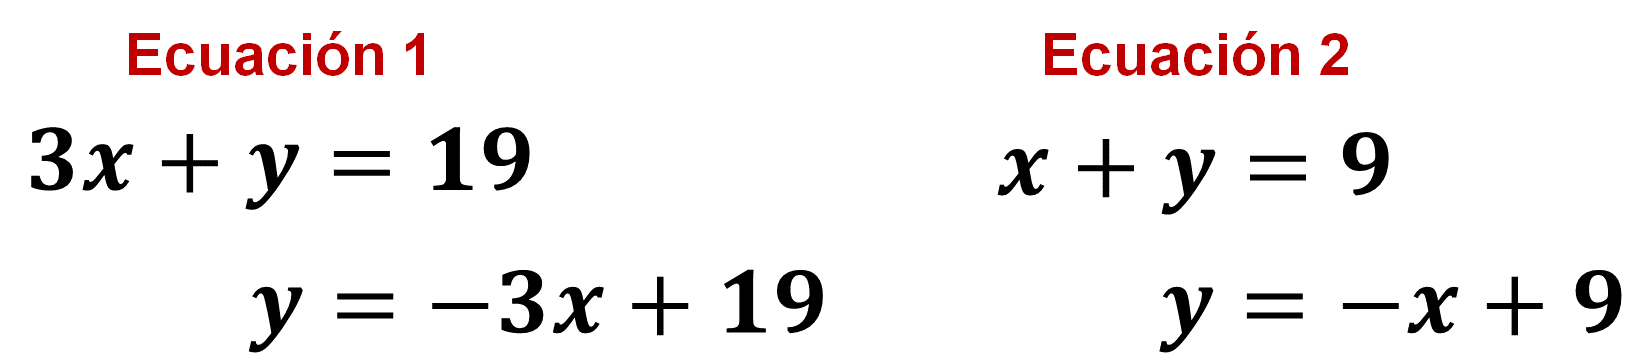 Ecuación 1
3x + y = 19
y = −3x + 19
Ecuación 2
x + y = 9
y = −x + 9